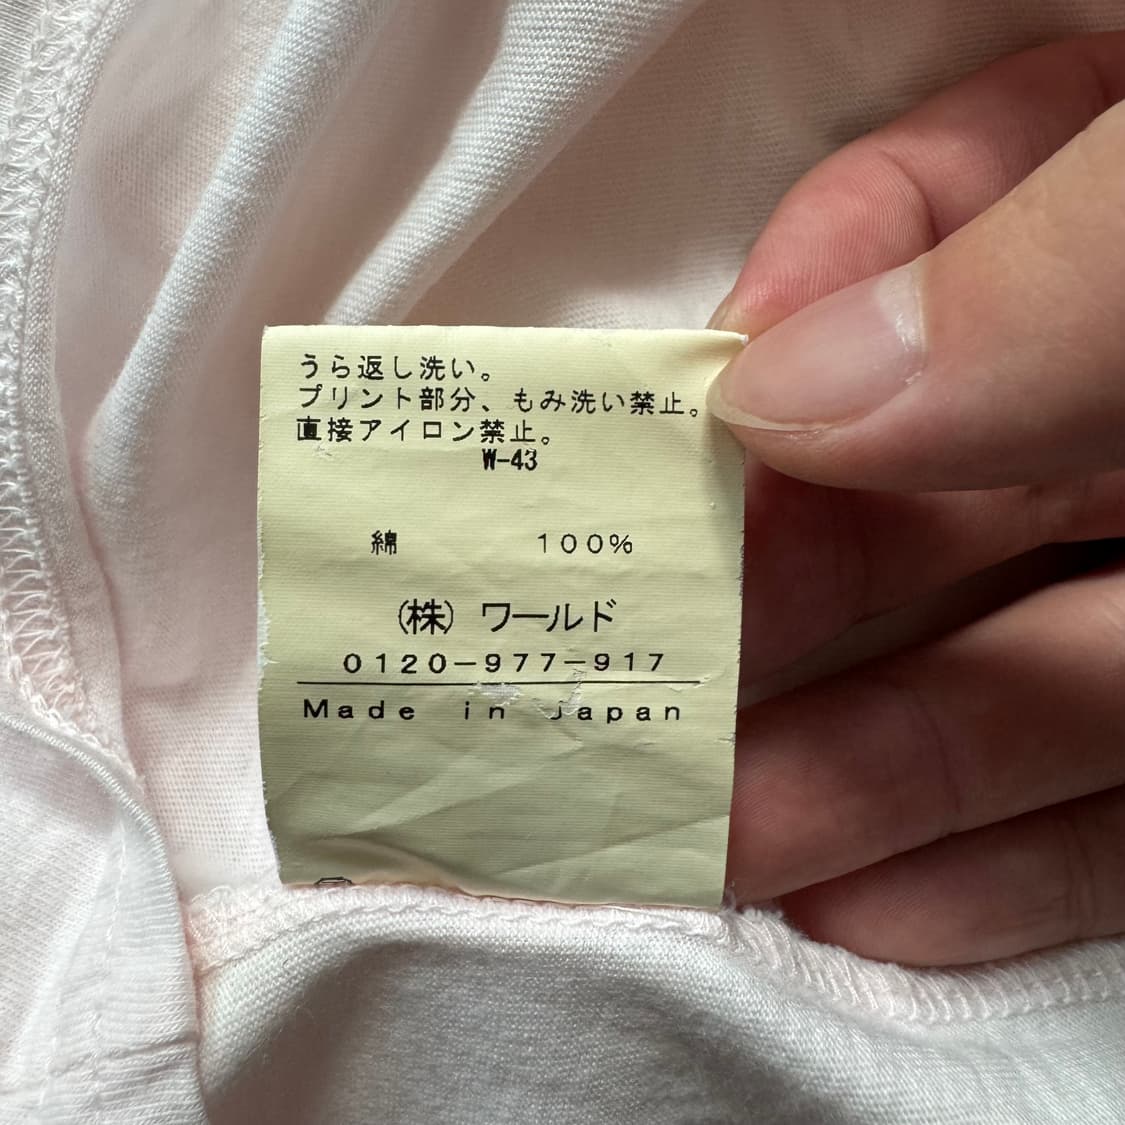 うら返し洗い。
プリント部分、もみ洗い禁止。
直接アイロン禁止。
W-43
綿 100%
(株)ワールド
0120-977-917
Made in Japan